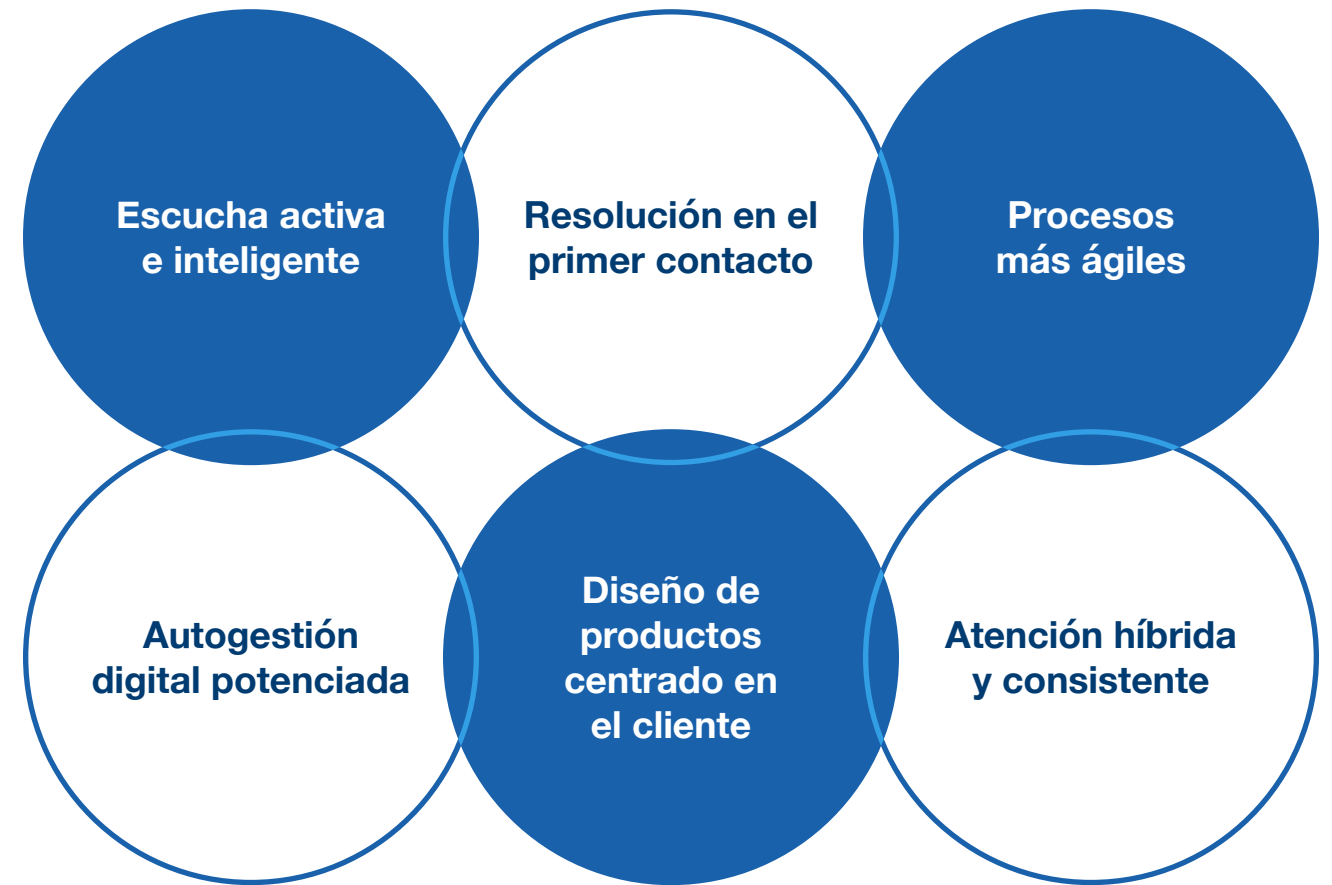 Escucha activa
e inteligente
Resolución en el
primer contacto
Procesos
más ágiles
Autogestión
digital potenciada
Diseño de
productos
centrado en
el cliente
Atención híbrida
y consistente